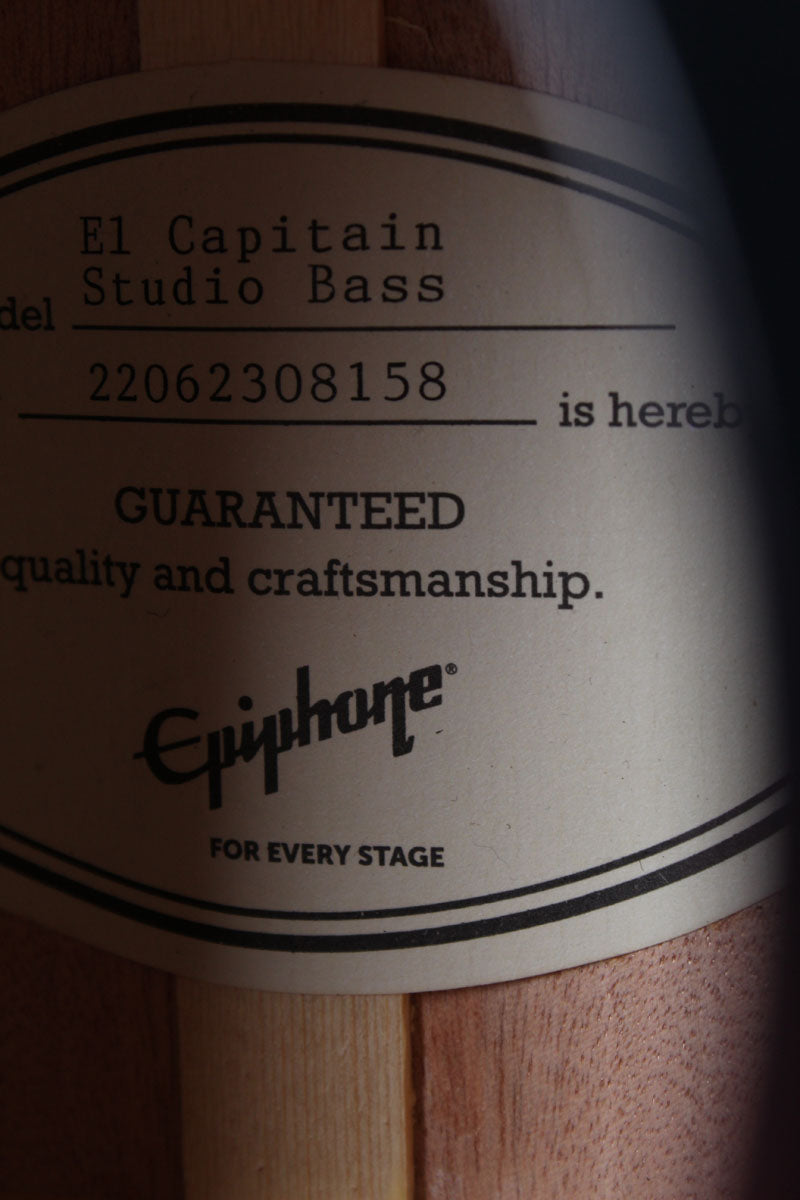 El Capitain
Studio Bass
del
22062308158
is hereb
GUARANTEED
quality and craftsmanship.
Epiphone®
FOR EVERY STAGE